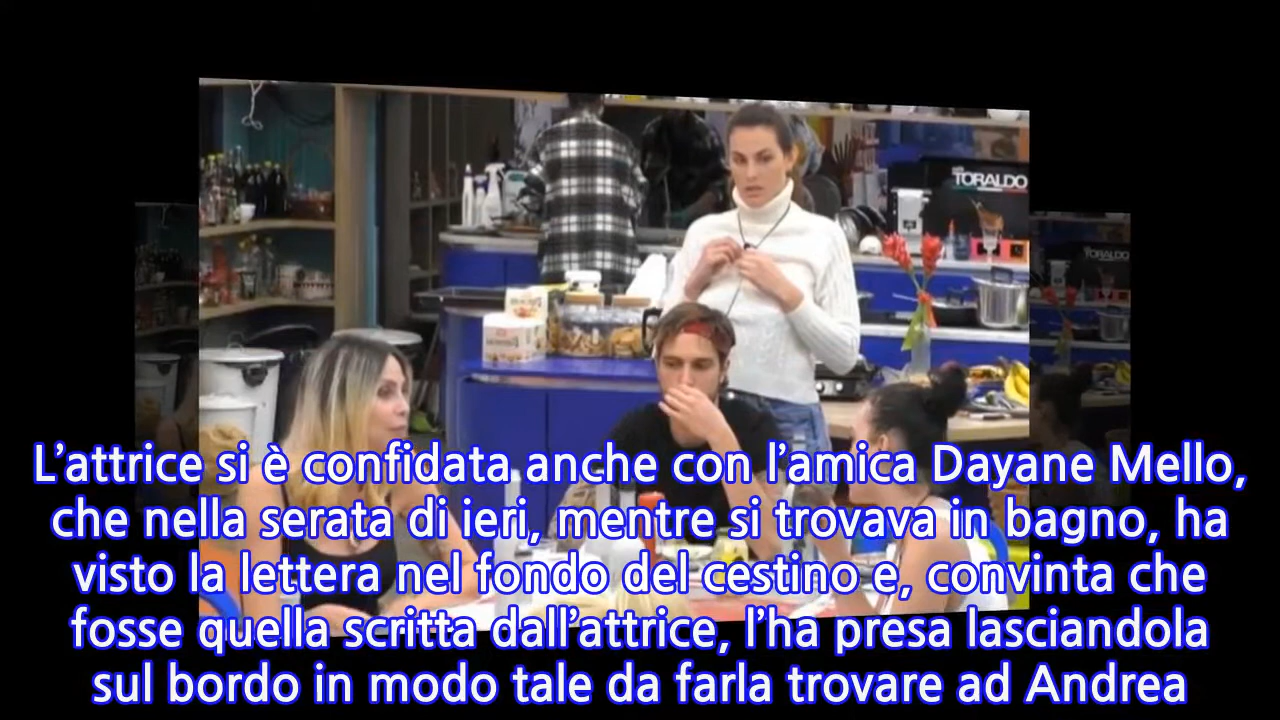 TORALDO
TORALDO
L'attrice si è confidata anche con l'amica Dayane Mello,
che nella serata di ieri, mentre si trovava in bagno, ha
visto la lettera nel fondo del cestino e, convinta che
fosse quella scritta dall'attrice, l'ha presa lasciandola
sul bordo in modo tale da farla trovare ad Andrea